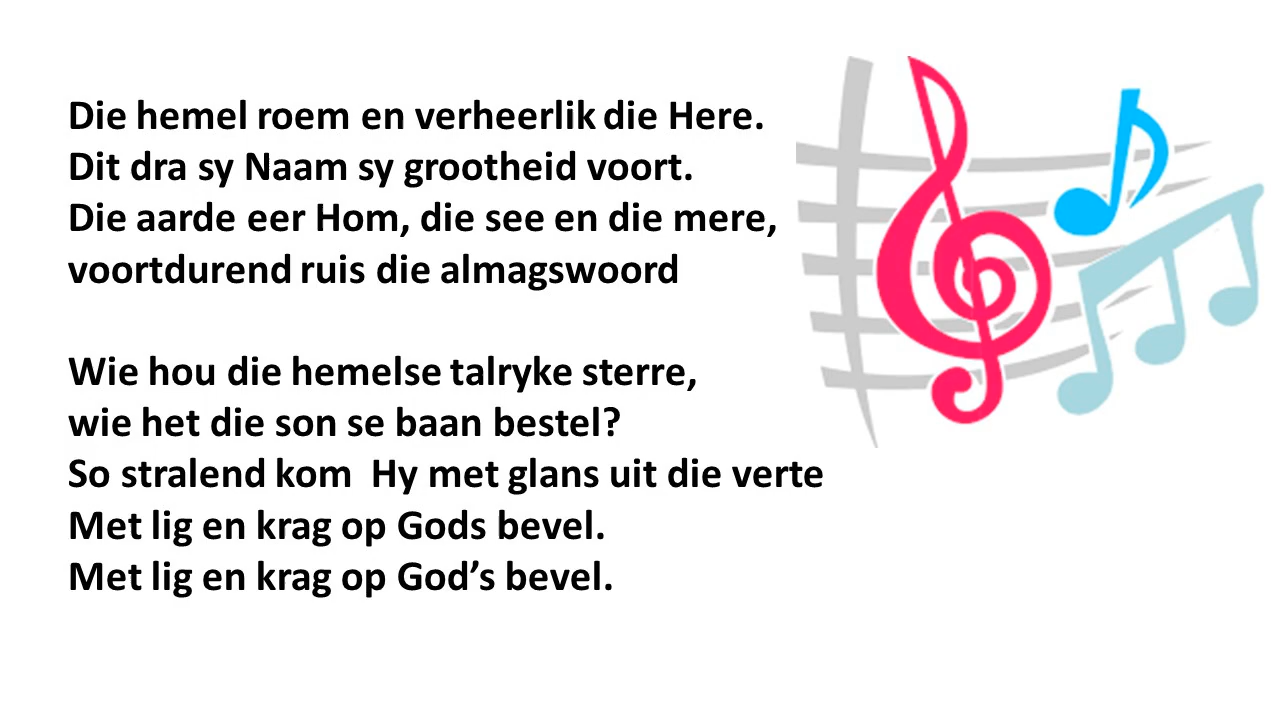 Die hemel roem en verheerlik die Here.
Dit dra sy Naam sy grootheid voort.
Die aarde eer Hom, die see en die mere,
voortdurend ruis die almagswoord
Wie hou die hemelse talryke sterre,
wie het die son se baan bestel?
So stralend kom  Hy met glans uit die verte
Met lig en krag op Gods bevel.
Met lig en krag op God’s bevel.